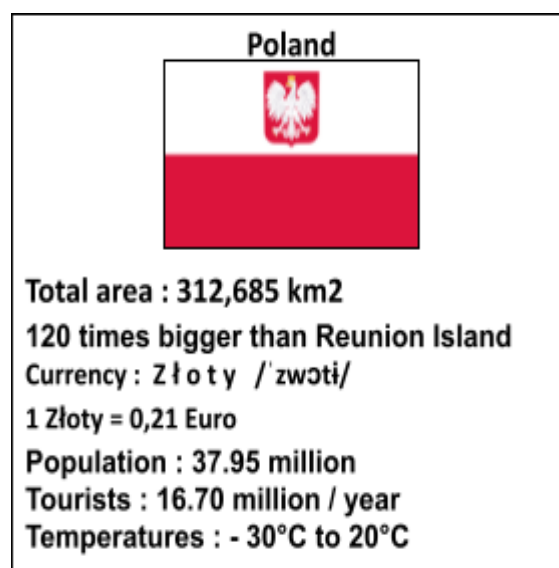 Poland
Total area : 312,685 km2
120 times bigger than Reunion Island
Currency : Z ł o t y /ˈzwɔtɨ/
1 Złoty = 0,21 Euro
Population : 37.95 million
Tourists : 16.70 million / year
Temperatures : - 30°C to 20°C